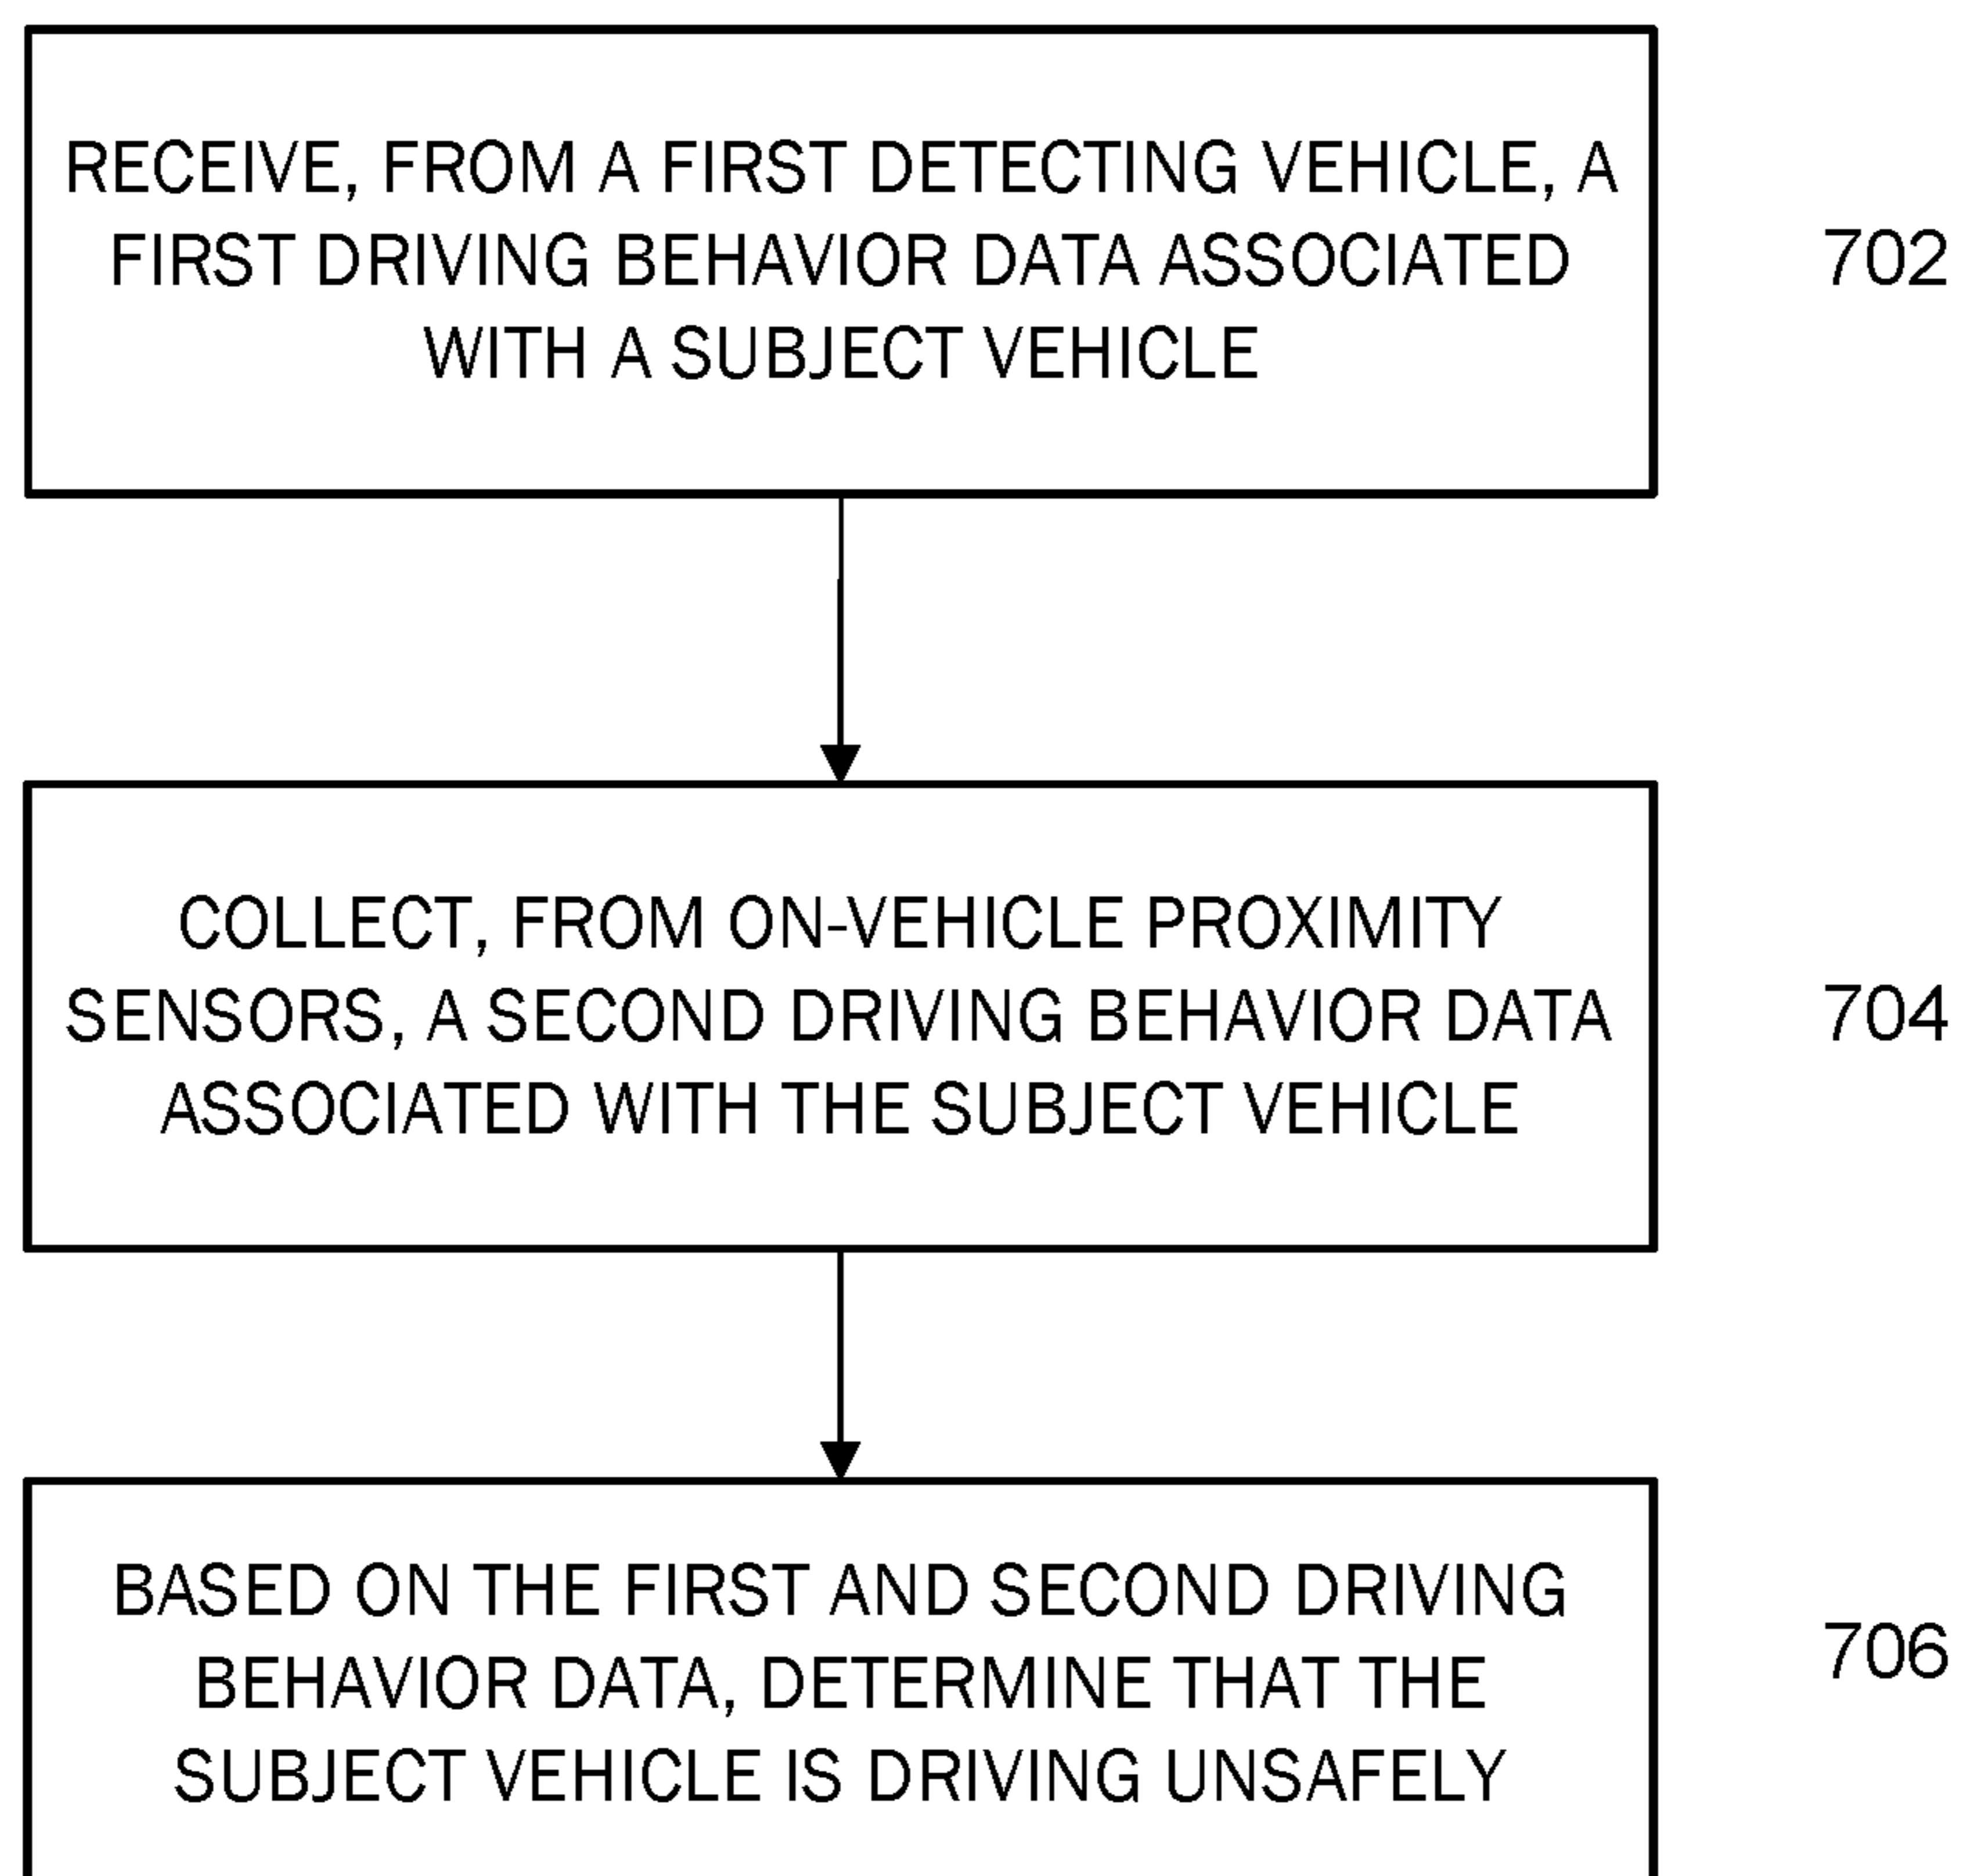 RECEIVE, FROM A FIRST DETECTING VEHICLE, A
FIRST DRIVING BEHAVIOR DATA ASSOCIATED
WITH A SUBJECT VEHICLE
702
COLLECT, FROM ON-VEHICLE PROXIMITY
SENSORS, A SECOND DRIVING BEHAVIOR DATA
ASSOCIATED WITH THE SUBJECT VEHICLE
704
BASED ON THE FIRST AND SECOND DRIVING
BEHAVIOR DATA, DETERMINE THAT THE
SUBJECT VEHICLE IS DRIVING UNSAFELY
706